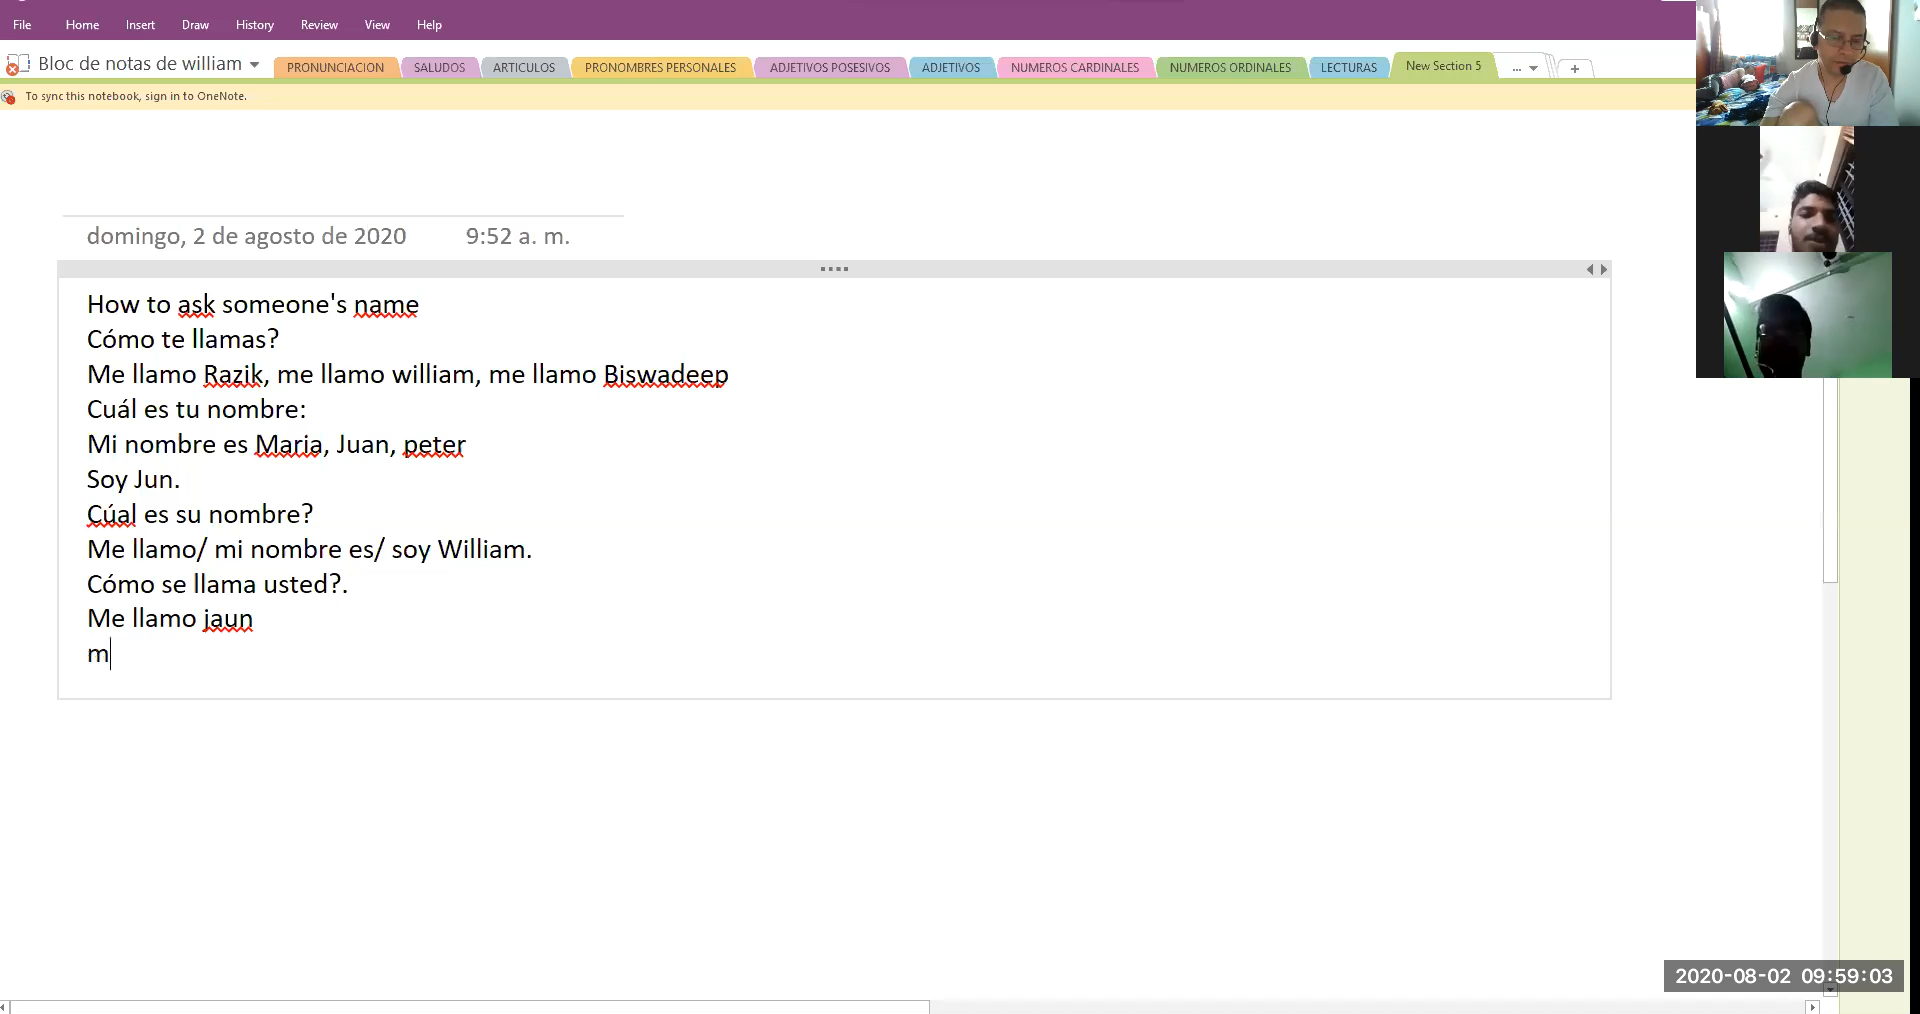 File Home Insert Draw History Review View Help
Bloc de notas de william PRONUNCIACION SALUDOS ARTICULOS PRONOMBRES PERSONALES ADJETIVOS POSESIVOS ADJETIVOS NUMEROS CARDINALES NUMEROS ORDINALES LECTURAS New Section 5 ... +
To sync this notebook, sign in to OneNote.
domingo, 2 de agosto de 2020 9:52 a. m.
How to ask someone's name
Cómo te llamas?
Me llamo Razik, me llamo william, me llamo Biswadeep
Cuál es tu nombre:
Mi nombre es Maria, Juan, peter
Soy Jun.
Cúal es su nombre?
Me llamo/ mi nombre es/ soy William.
Cómo se llama usted?.
Me llamo jaun
m
2020-08-02 09:59:03